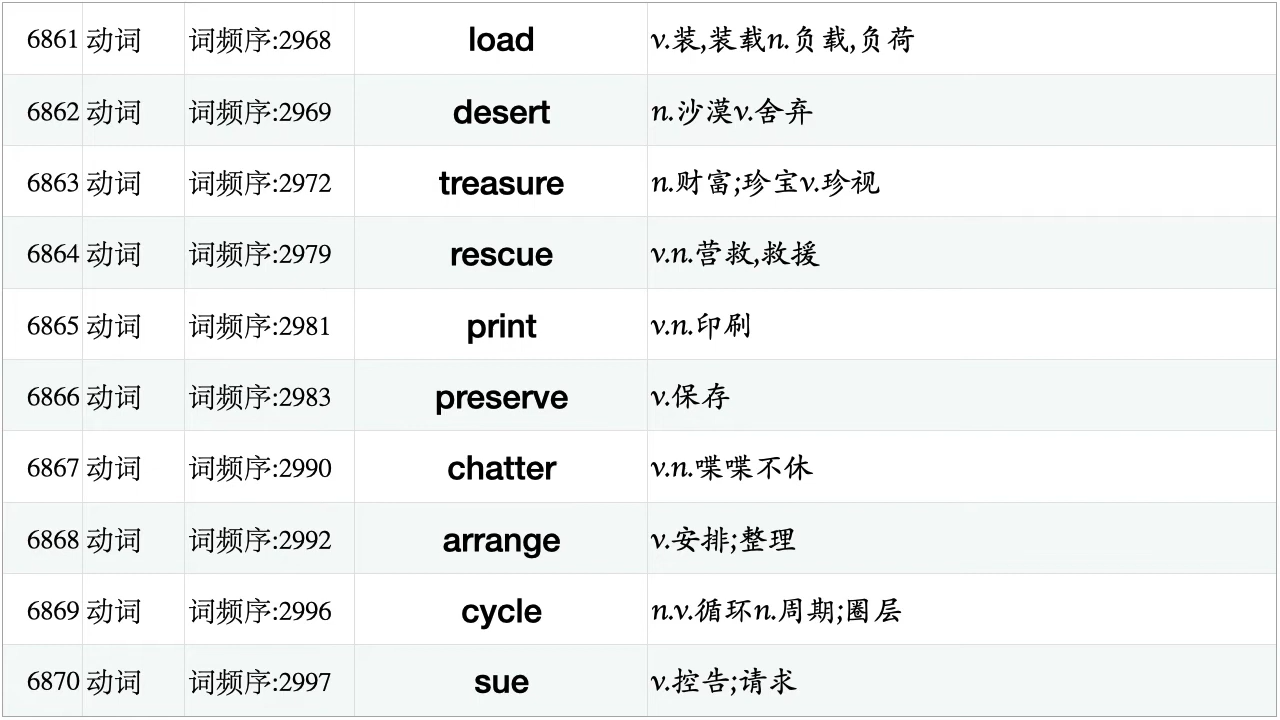 6861 动词 词频序:2968 load v.装,装载n.负载,负荷
6862 动词 词频序:2969 desert n.沙漠v.舍弃
6863 动词 词频序:2972 treasure n.财富;珍宝v.珍视
6864 动词 词频序:2979 rescue v.n.营救,救援
6865 动词 词频序:2981 print v.n.印刷
6866 动词 词频序:2983 preserve v.保存
6867 动词 词频序:2990 chatter v.n.喋喋不休
6868 动词 词频序:2992 arrange v.安排;整理
6869 动词 词频序:2996 cycle n.v.循环n.周期;圈层
6870 动词 词频序:2997 sue v.控告;请求